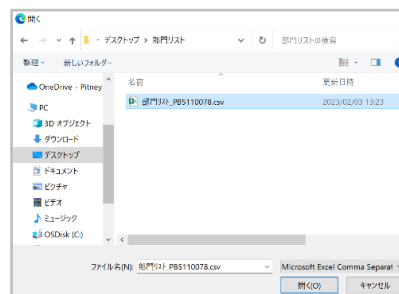 開く
デスクトップ > 部門リスト
部門リストの検索
整理
新しいフォルダー
名前
更新日時
OneDrive - Pitney
部門リスト_PB5110078.csv
2023/02/03 13:23
PC
3D オブジェクト
ダウンロード
デスクトップ
ドキュメント
ピクチャ
ビデオ
ミュージック
OSDisk (C:)
ファイル名(N):
部門リスト_PB5110078.csv
Microsoft Excel Comma Separat
開く(O)
キャンセル